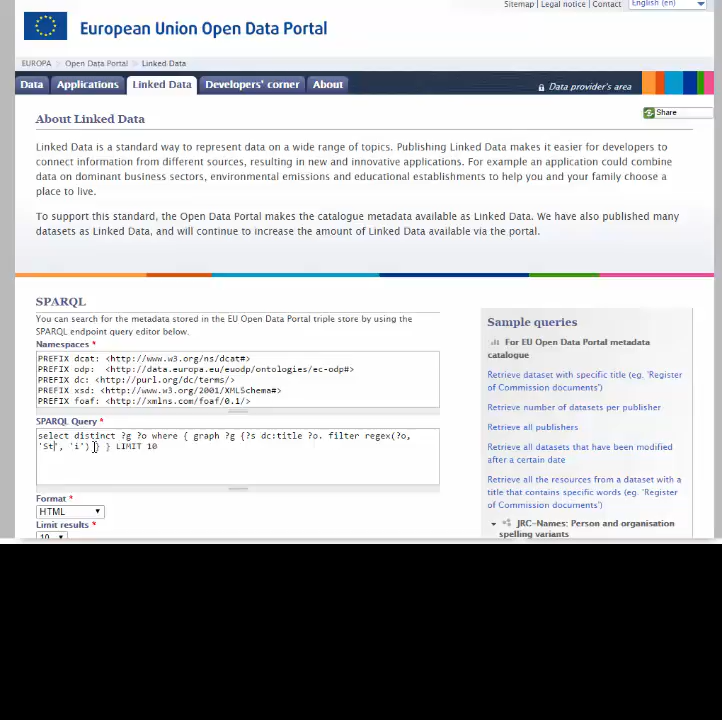 Sitemap | Legal notice | Contact English (en)
European Union Open Data Portal
EUROPA > Open Data Portal > Linked Data
Data Applications Linked Data Developers' corner About Data provider's area
Share
About Linked Data
Linked Data is a standard way to represent data on a wide range of topics. Publishing Linked Data makes it easier for developers to
connect information from different sources, resulting in new and innovative applications. For example an application could combine
data on dominant business sectors, environmental emissions and educational establishments to help you and your family choose a
place to live.
To support this standard, the Open Data Portal makes the catalogue metadata available as Linked Data. We have also published many
datasets as Linked Data, and will continue to increase the amount of Linked Data available via the portal.
SPARQL
You can search for the metadata stored in the EU Open Data Portal triple store by using the
SPARQL endpoint query editor below.
Namespaces *
PREFIX dcat: <http://www.w3.org/ns/dcat#>
PREFIX odp: <http://data.europa.eu/euodp/ontologies/ec-odp#>
PREFIX dc: <http://purl.org/dc/terms/>
PREFIX xsd: <http://www.w3.org/2001/XMLSchema#>
PREFIX foaf: <http://xmlns.com/foaf/0.1/>
SPARQL Query *
select distinct ?g ?o where { graph ?g {?s dc:title ?o. filter regex(?o,
'St', 'i') } } LIMIT 10
Format *
HTML
Limit results *
10
Sample queries
For EU Open Data Portal metadata
catalogue
Retrieve dataset with specific title (eg. 'Register
of Commission documents')
Retrieve number of datasets per publisher
Retrieve all publishers
Retrieve all datasets that have been modified
after a certain date
Retrieve all the resources from a dataset with a
title that contains specific words (eg. 'Register
of Commission documents')
JRC-Names: Person and organisation
spelling variants